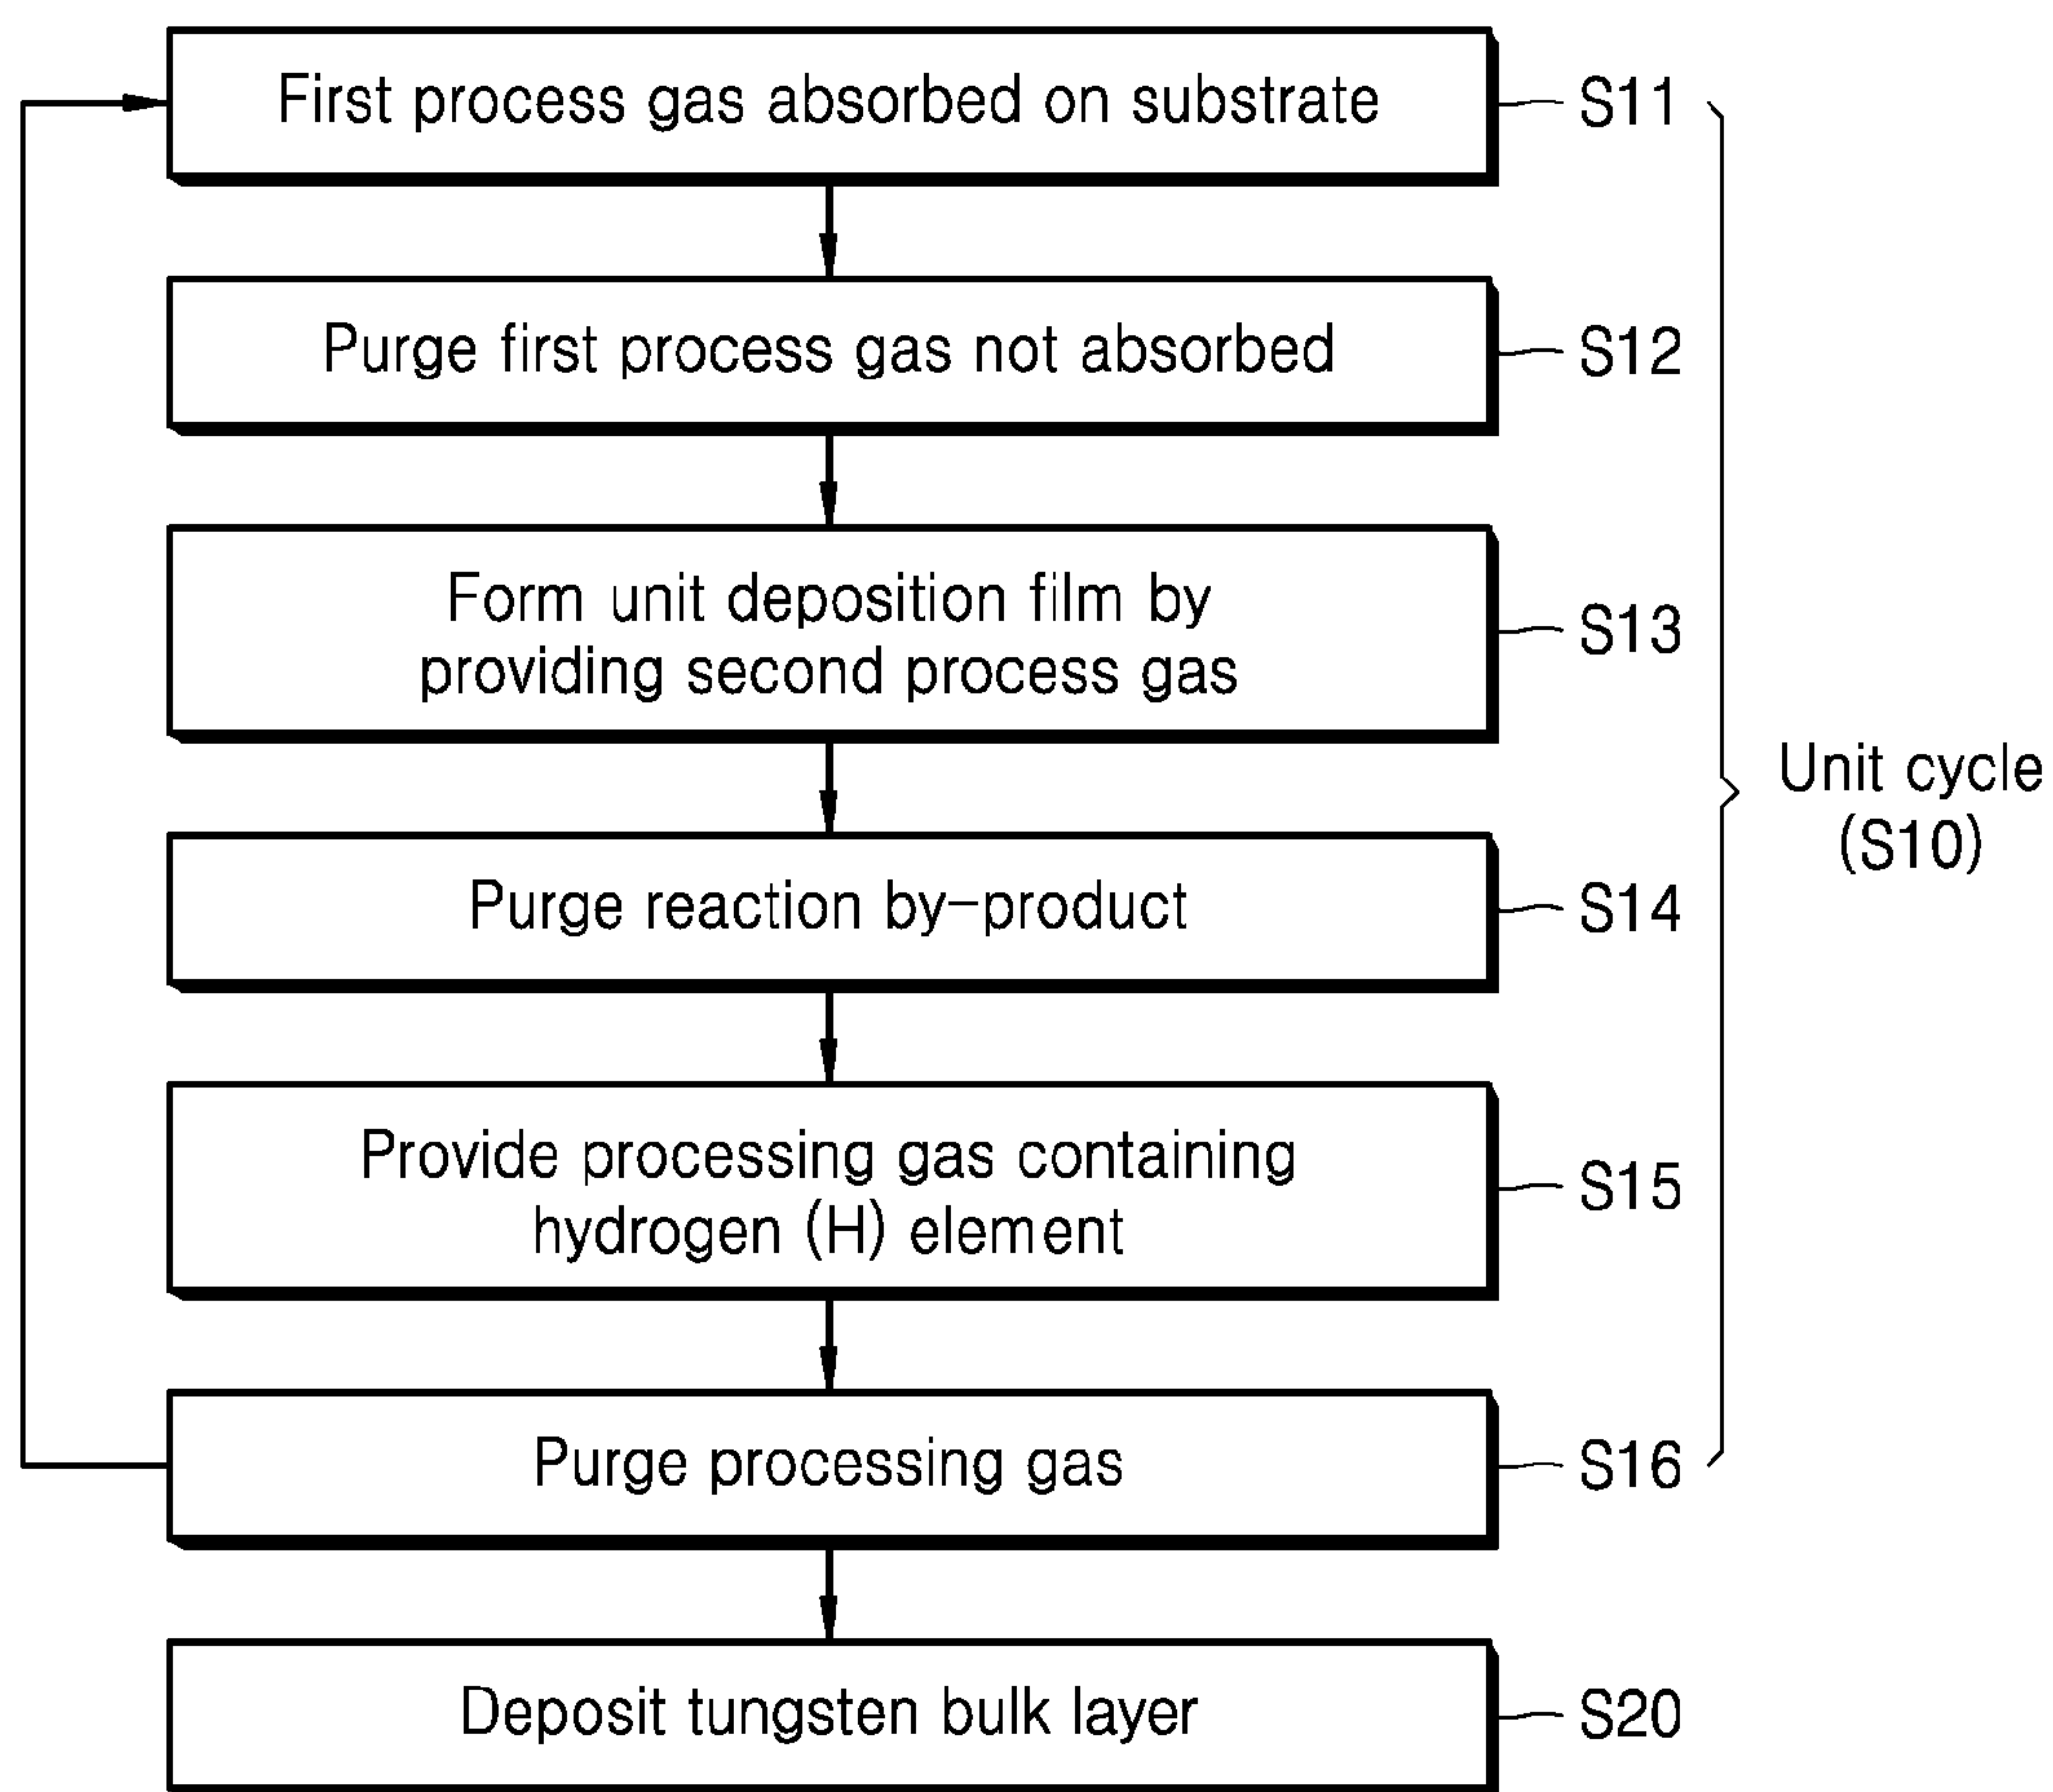 First process gas absorbed on substrate
S11
Purge first process gas not absorbed
S12
Form unit deposition film by
providing second process gas
S13
Unit cycle
(S10)
Purge reaction by-product
S14
Provide processing gas containing
hydrogen (H) element
S15
Purge processing gas
S16
Deposit tungsten bulk layer
S20